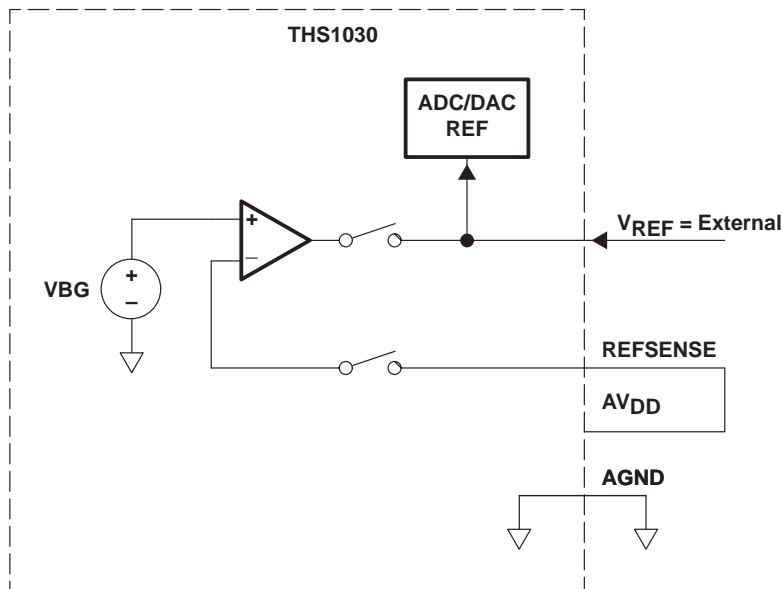 THS1030
ADC/DAC
REF
+
–
V_REF = External
VBG
+
–
REFSENSE
AV_DD
AGND